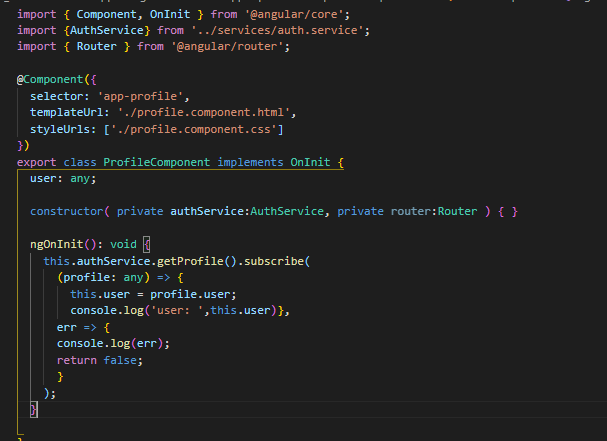 import { Component, OnInit } from '@angular/core';
import {AuthService} from '../services/auth.service';
import { Router } from '@angular/router';

@Component({
  selector: 'app-profile',
  templateUrl: './profile.component.html',
  styleUrls: ['./profile.component.css']
})
export class ProfileComponent implements OnInit {
  user: any;

  constructor( private authService:AuthService, private router:Router ) { }

  ngOnInit(): void {
    this.authService.getProfile().subscribe(
      (profile: any) => {
        this.user = profile.user;
        console.log('user: ',this.user)},
      err => {
      console.log(err);
      return false;
      }
    );
  }

}